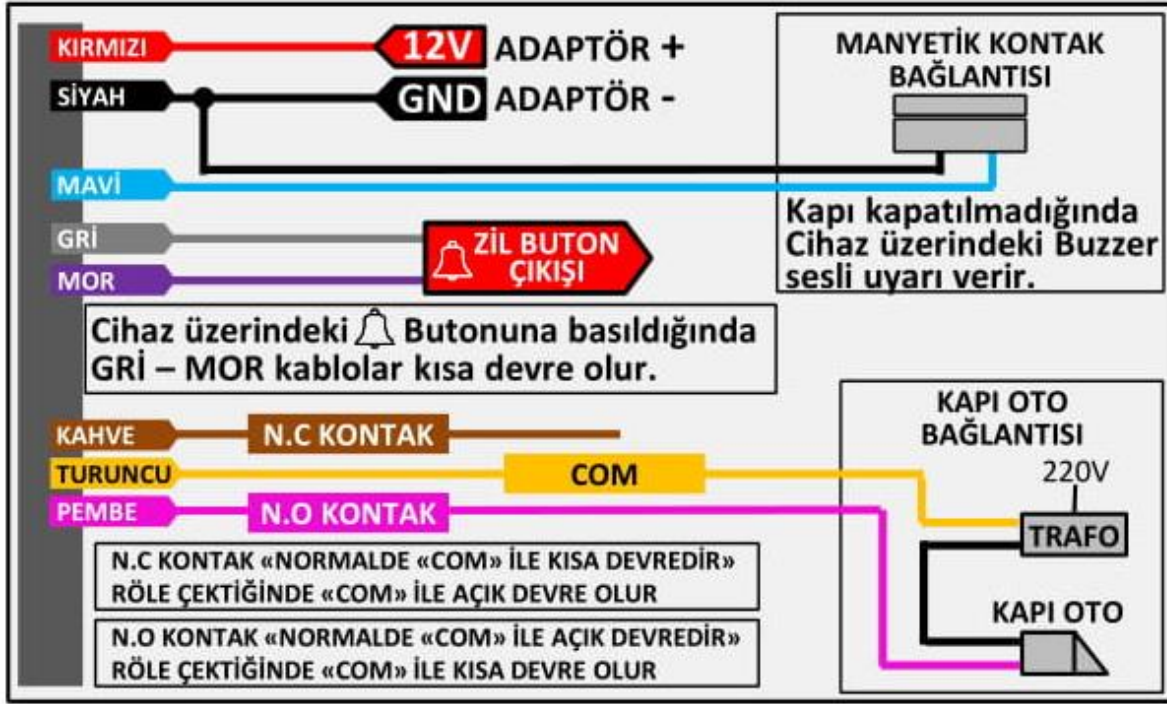 KIRMIZI
12V ADAPTÖR +
SİYAH
GND ADAPTÖR -
MANYETİK KONTAK
BAĞLANTISI
MAVİ
Kapı kapatılmadığında
Cihaz üzerindeki Buzzer
sesli uyarı verir.
GRİ
MOR
ZİL BUTON
ÇIKIŞI
Cihaz üzerindeki Butonuna basıldığında
GRİ – MOR kablolar kısa devre olur.
KAHVE
N.C KONTAK
TURUNCU
COM
PEMBE
N.O KONTAK
KAPI OTO
BAĞLANTISI
220V
TRAFO
KAPI OTO
N.C KONTAK «NORMALDE «COM» İLE KISA DEVREDİR»
RÖLE ÇEKTİĞİNDE «COM» İLE AÇIK DEVRE OLUR
N.O KONTAK «NORMALDE «COM» İLE AÇIK DEVREDİR»
RÖLE ÇEKTİĞİNDE «COM» İLE KISA DEVRE OLUR